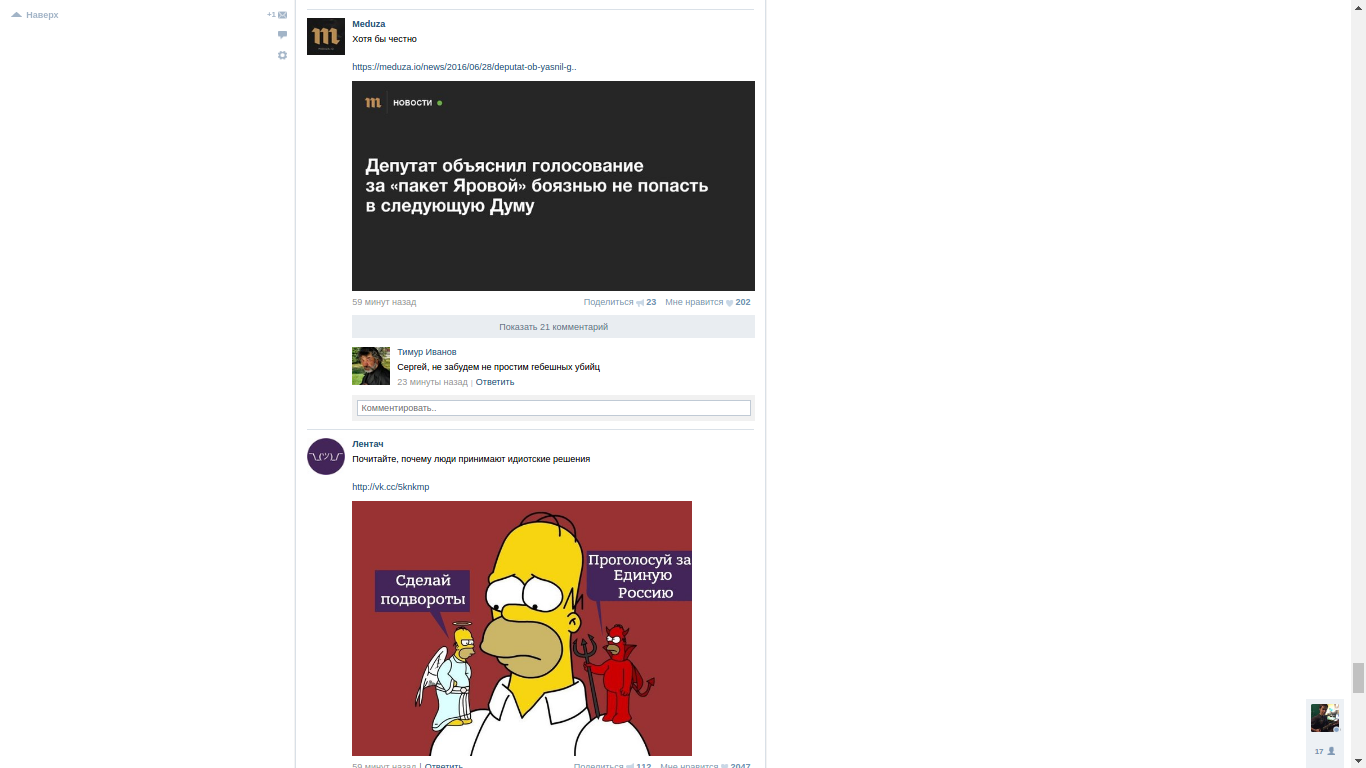 Наверх
+1
Meduza
Хотя бы честно
https://meduza.io/news/2016/06/28/deputat-ob-yasnil-g..
m
НОВОСТИ
Депутат объяснил голосование
за «пакет Яровой» боязнью не попасть
в следующую Думу
59 минут назад
Поделиться 23 Мне нравится 202
Показать 21 комментарий
Тимур Иванов
Сергей, не забудем не простим гебешных убийц
23 минуты назад | Ответить
Комментировать..
Лентач
Почитайте, почему люди принимают идиотские решения
http://vk.cc/5knkmp
Сделай
подвороты
Проголосуй за
Единую
Россию
59 минут назад | Ответить
Поделиться 112 Мне нравится 2047
17